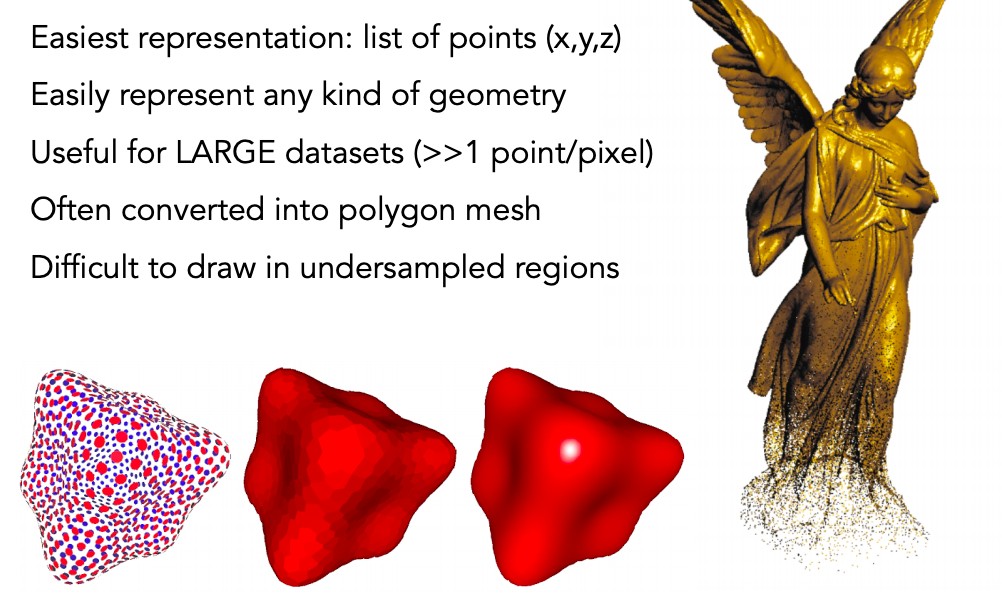 Easiest representation: list of points (x,y,z)
Easily represent any kind of geometry
Useful for LARGE datasets (>>1 point/pixel)
Often converted into polygon mesh
Difficult to draw in undersampled regions